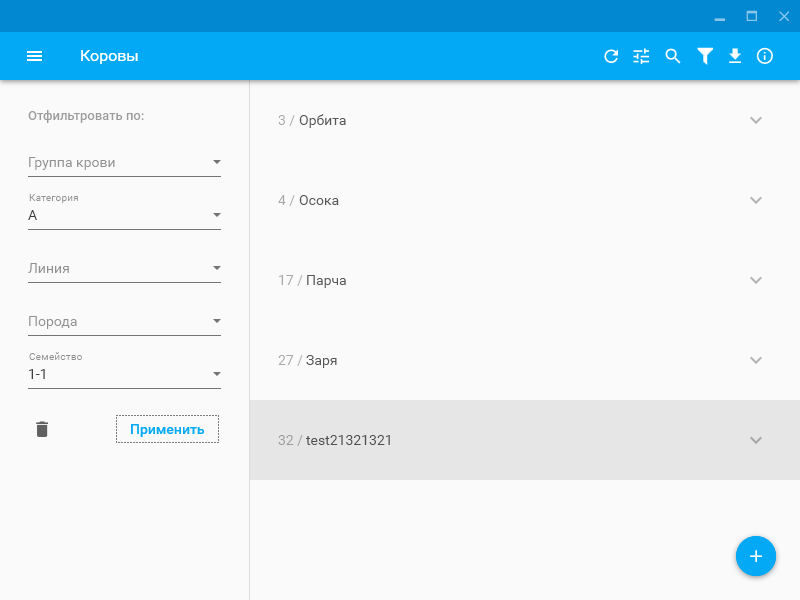 Коровы
Отфильтровать по:
Группа крови
Категория
А
Линия
Порода
Семейство
1-1
Применить
3 / Орбита
4 / Осока
17 / Парча
27 / Заря
32 / test21321321